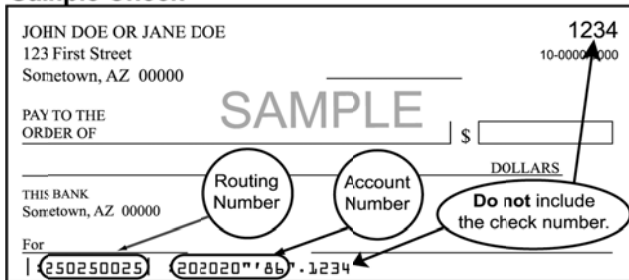 JOHN DOE OR JANE DOE
1234
123 First Street
10-0000
Sometown, AZ 00000
SAMPLE
PAY TO THE
ORDER OF
$
DOLLARS
THIS BANK
Sometown, AZ 00000
Routing
Number
Account
Number
Do not include
the check number.
For
250250025
202020"'86".1234